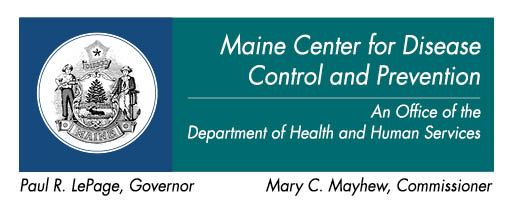 Maine Center for Disease
Control and Prevention
An Office of the
Department of Health and Human Services
MAINE
Paul R. LePage, Governor
Mary C. Mayhew, Commissioner